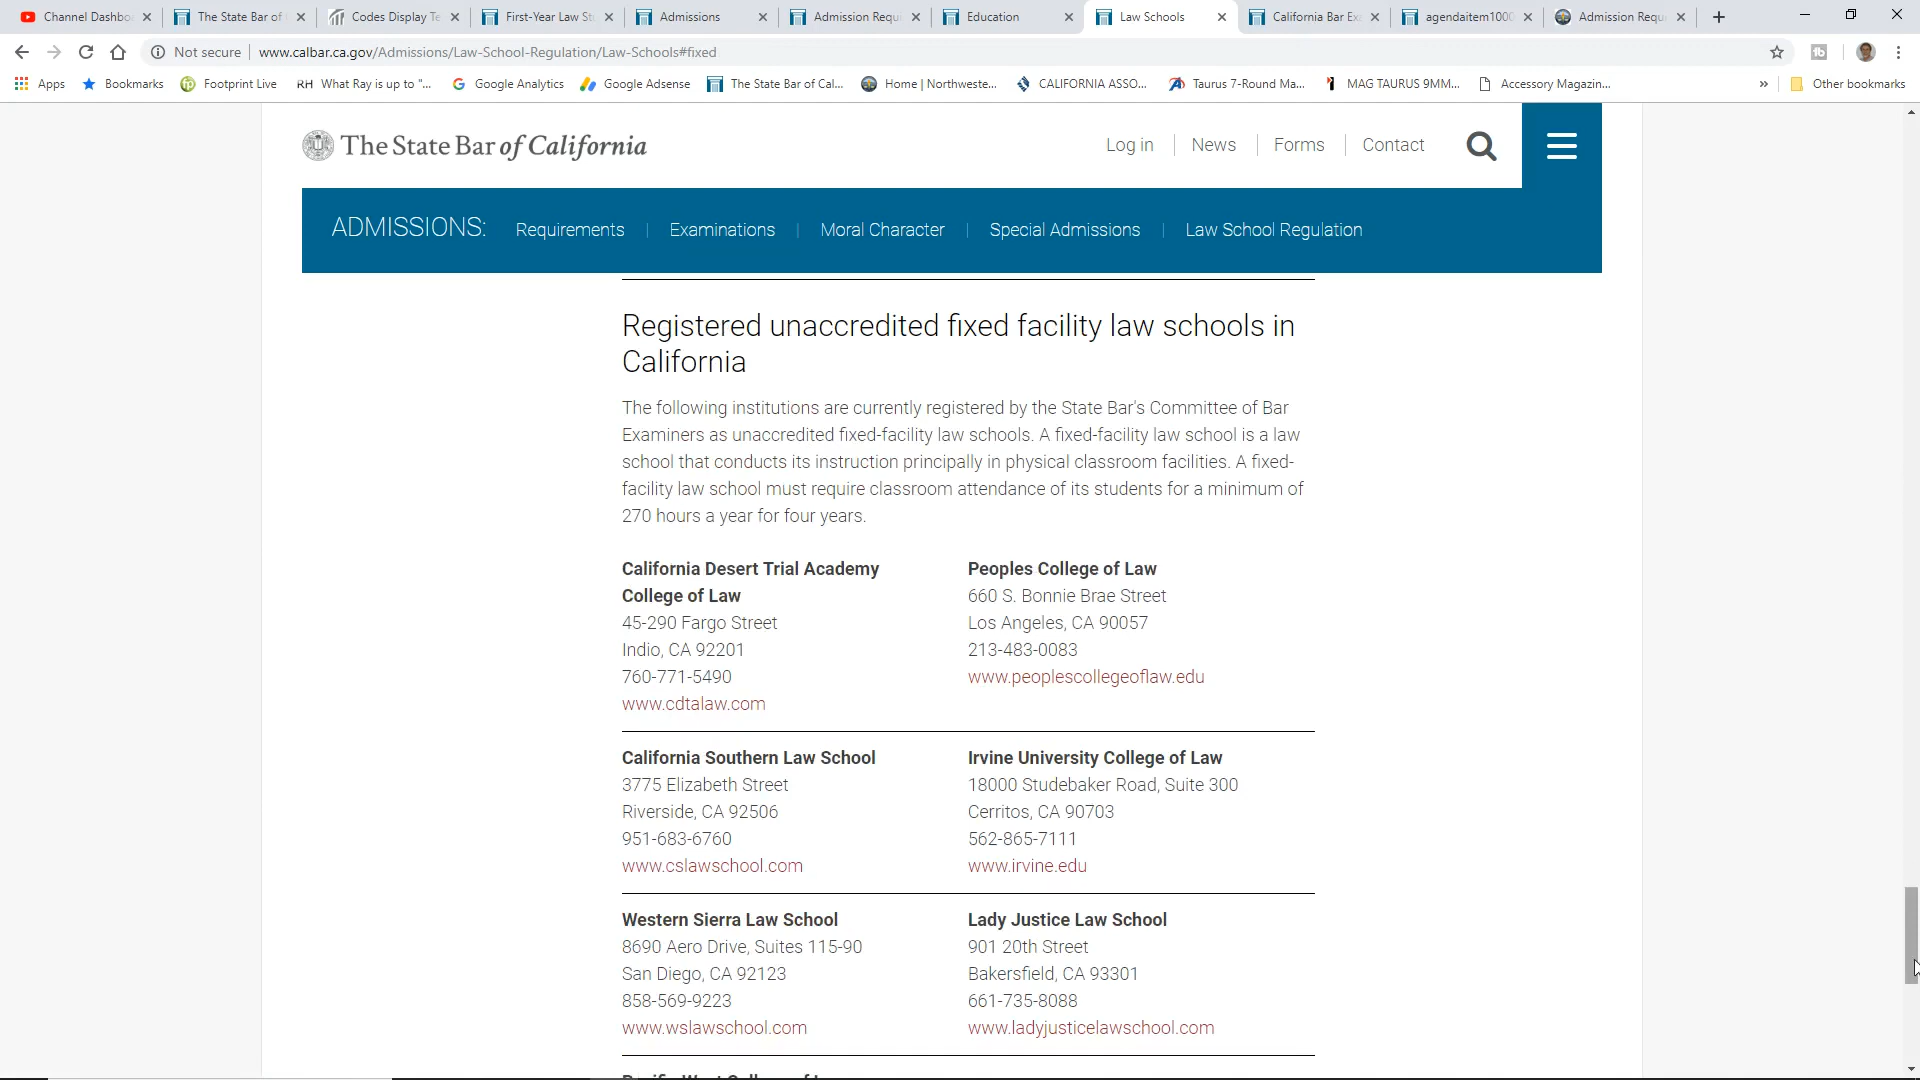 Channel Dashbo
The State Bar of
Codes Display Te
First-Year Law St
Admissions
Admission Requ
Education
Law Schools
California Bar Ex
agendaitem1000
Admission Requ
Not secure
www.calbar.ca.gov/Admissions/Law-School-Regulation/Law-Schools#fixed
Apps
Bookmarks
Footprint Live
RH What Ray is up to "...
Google Analytics
Google Adsense
The State Bar of Cal...
Home | Northweste...
CALIFORNIA ASSO...
Taurus 7-Round Ma...
MAG TAURUS 9MM...
Accessory Magazin...
»
Other bookmarks
The State Bar of California
Log in
News
Forms
Contact
ADMISSIONS:
Requirements
Examinations
Moral Character
Special Admissions
Law School Regulation
Registered unaccredited fixed facility law schools in
California
The following institutions are currently registered by the State Bar's Committee of Bar
Examiners as unaccredited fixed-facility law schools. A fixed-facility law school is a law
school that conducts its instruction principally in physical classroom facilities. A fixed-
facility law school must require classroom attendance of its students for a minimum of
270 hours a year for four years.
California Desert Trial Academy
College of Law
45-290 Fargo Street
Indio, CA 92201
760-771-5490
www.cdtalaw.com
Peoples College of Law
660 S. Bonnie Brae Street
Los Angeles, CA 90057
213-483-0083
www.peoplescollegeoflaw.edu
California Southern Law School
3775 Elizabeth Street
Riverside, CA 92506
951-683-6760
www.cslawschool.com
Irvine University College of Law
18000 Studebaker Road, Suite 300
Cerritos, CA 90703
562-865-7111
www.irvine.edu
Western Sierra Law School
8690 Aero Drive, Suites 115-90
San Diego, CA 92123
858-569-9223
www.wslawschool.com
Lady Justice Law School
901 20th Street
Bakersfield, CA 93301
661-735-8088
www.ladyjusticelawschool.com